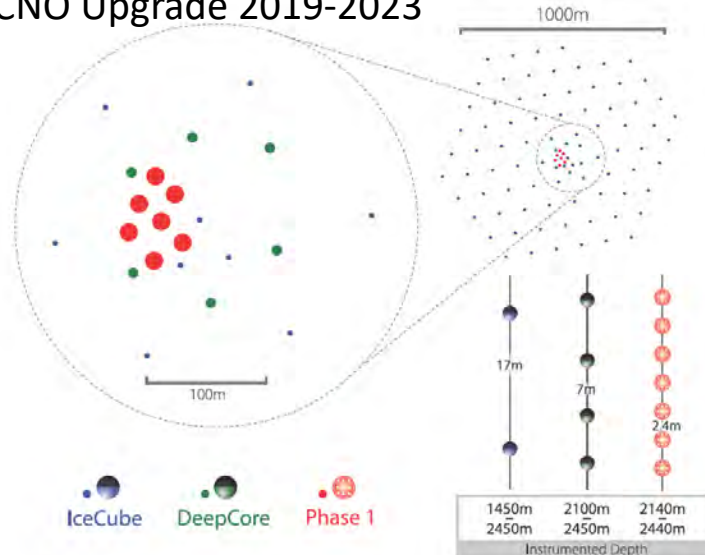 CNO Upgrade 2019-2023
1000m
100m
17m
7m
2.4m
IceCube
DeepCore
Phase 1
1450m 2100m 2140m
– – –
2450m 2450m 2440m
Instrumented Depth